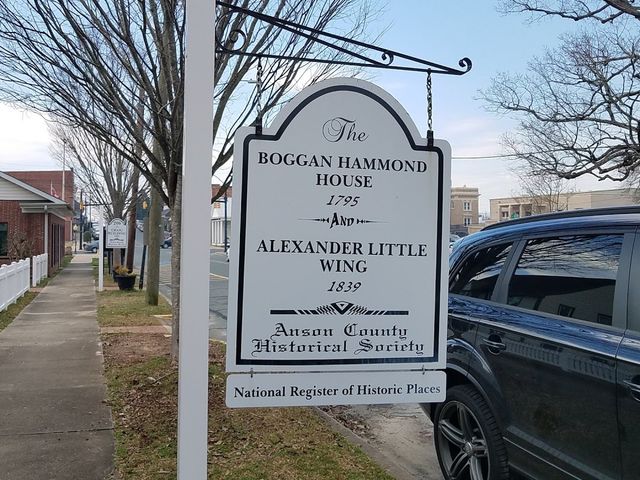 The
BOGGAN HAMMOND
HOUSE
1795
AND
ALEXANDER LITTLE
WING
1839
Anson County
Historical Society
National Register of Historic Places